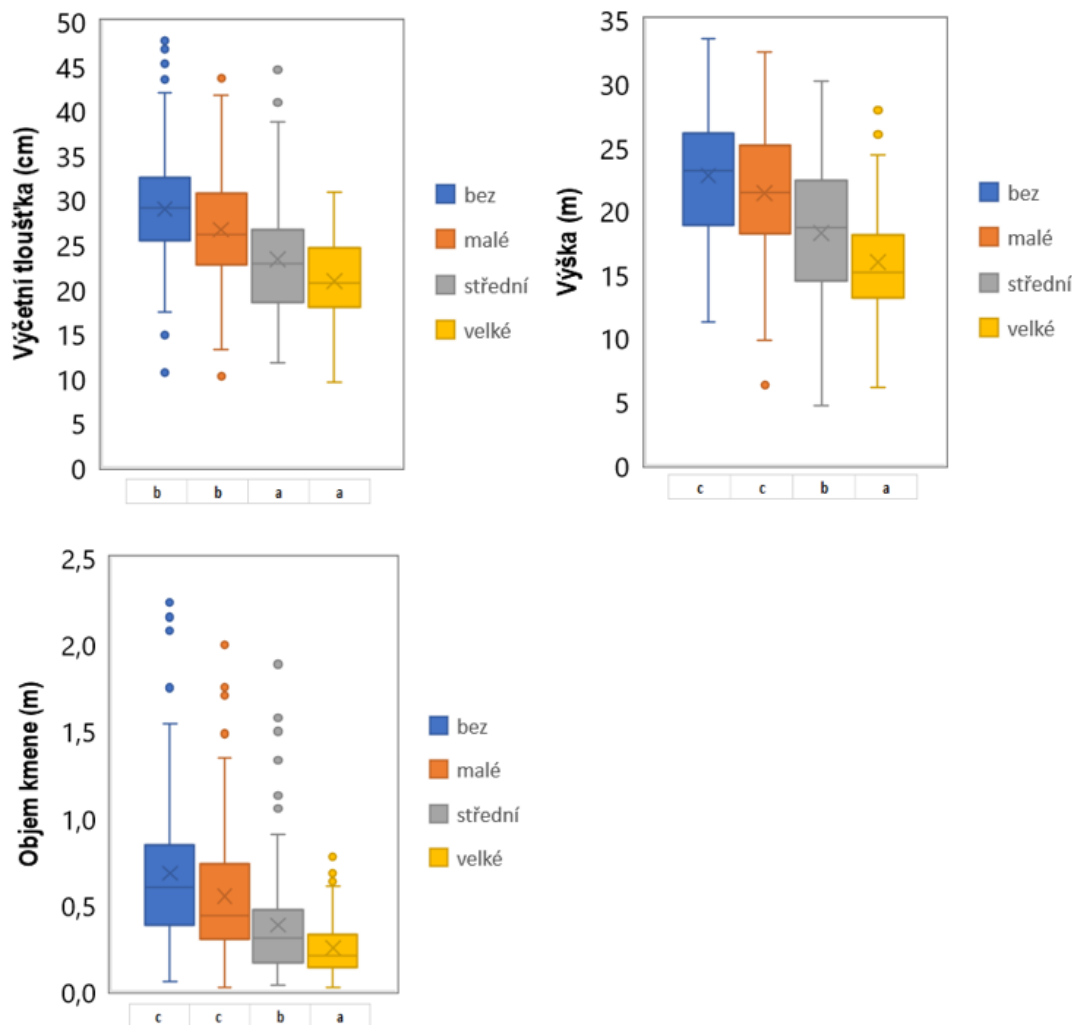 Výčetní tloušťka (cm)
50
45
40
35
30
25
20
15
10
5
0
bez
malé
střední
velké
b b a a
Výška (m)
35
30
25
20
15
10
5
0
bez
malé
střední
velké
c c b a
Objem kmene (m)
2,5
2,0
1,5
1,0
0,5
0,0
bez
malé
střední
velké
c c b a